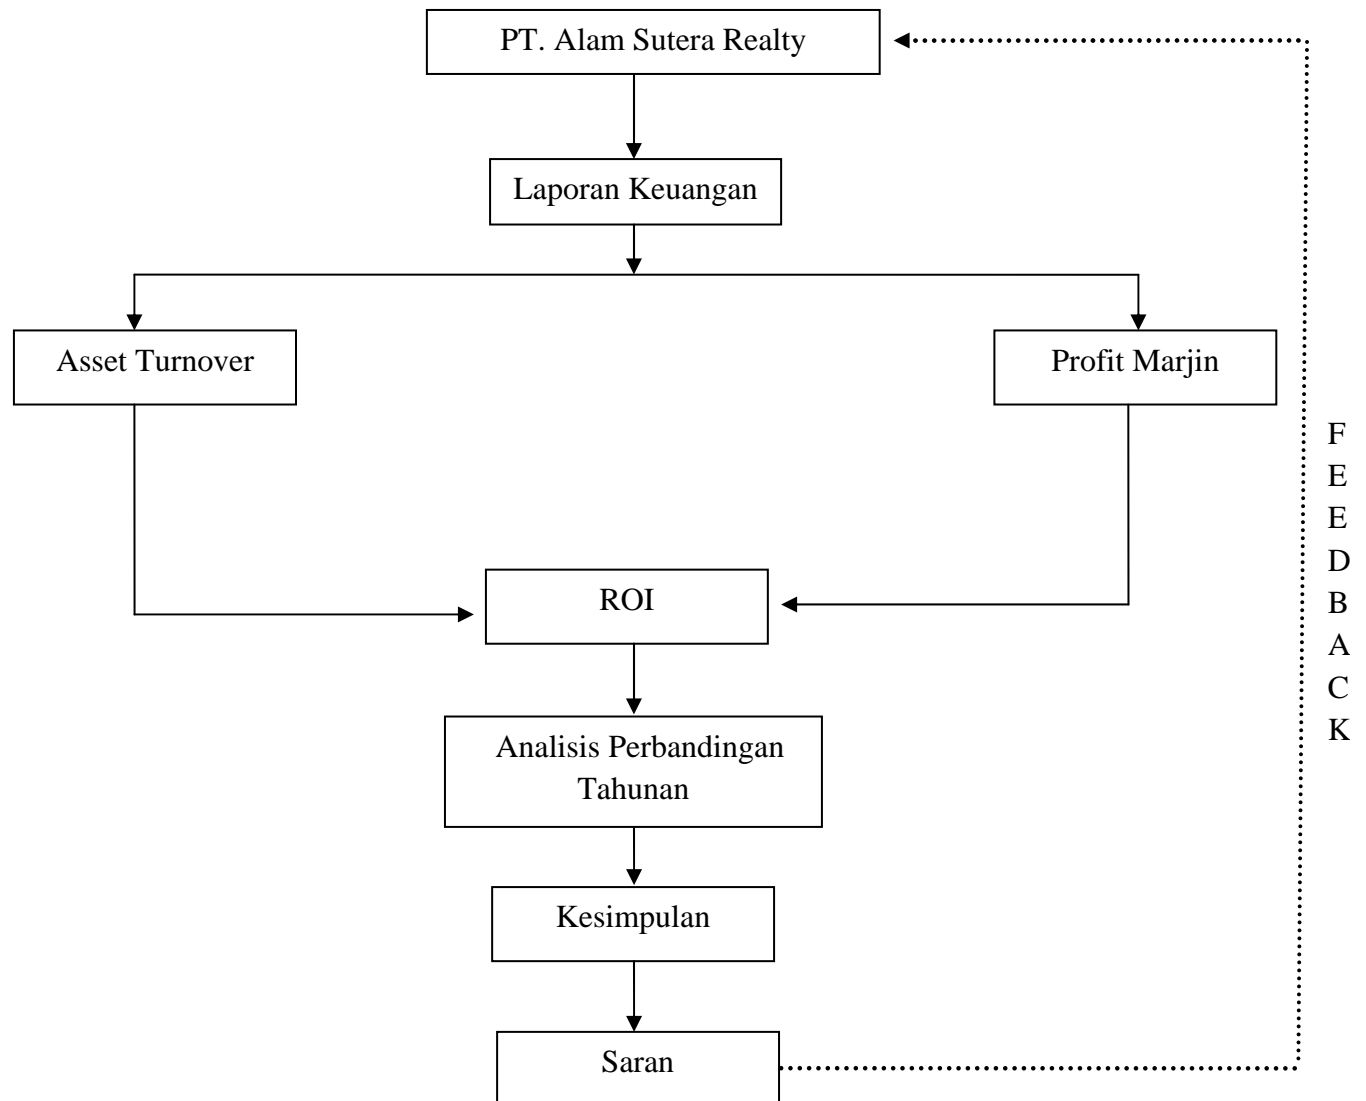 PT. Alam Sutera Realty
Laporan Keuangan
Asset Turnover
Profit Marjin
F
E
E
D
B
A
C
K
ROI
Analisis Perbandingan
Tahunan
Kesimpulan
Saran